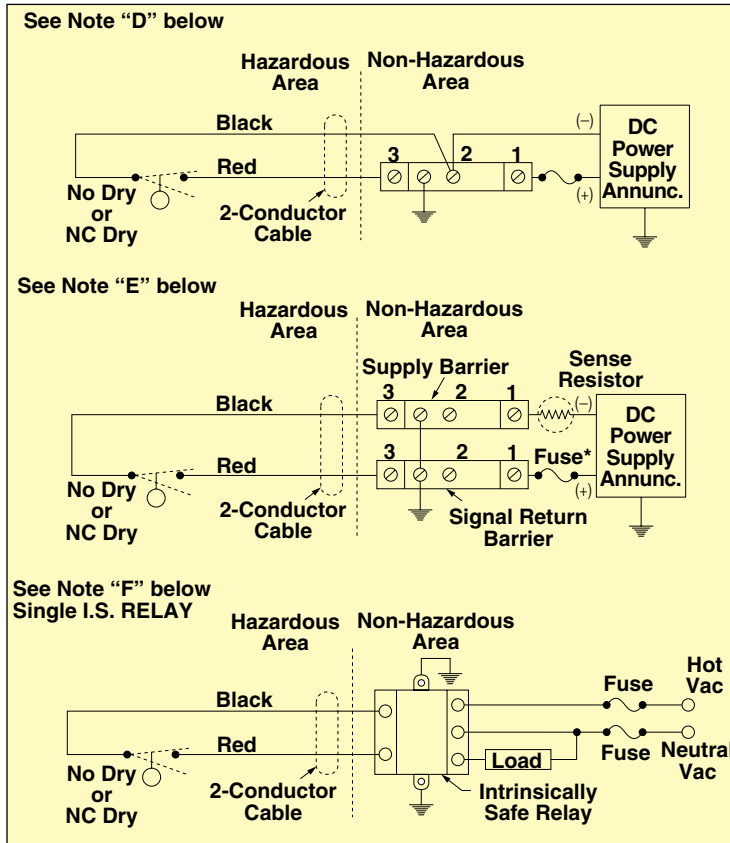 See Note “D” below
Hazardous Area
Non-Hazardous Area
Black
(–)
3 2 1
DC Power Supply Annunc.
Red
(+)
No Dry or NC Dry
2-Conductor Cable
See Note “E” below
Hazardous Area
Non-Hazardous Area
Supply Barrier
Sense Resistor
Black
3 2 1
(–)
DC Power Supply Annunc.
Red
3 2 1
Fuse*
(+)
No Dry or NC Dry
2-Conductor Cable
Signal Return Barrier
See Note “F” below
Single I.S. RELAY
Hazardous Area
Non-Hazardous Area
Hot Vac
Black
Fuse
Red
Load
Fuse
Neutral Vac
No Dry or NC Dry
2-Conductor Cable
Intrinsically Safe Relay